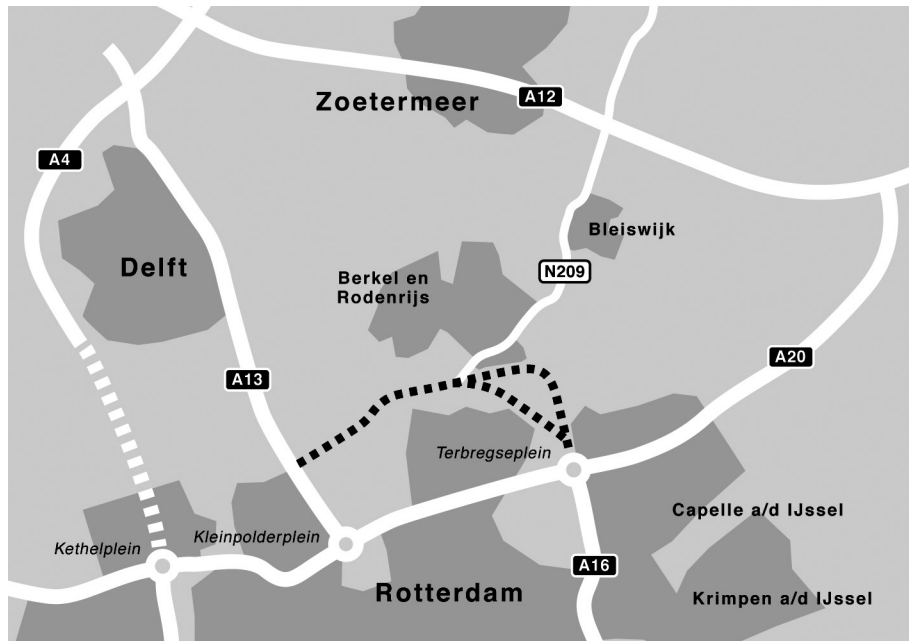 Zoetermeer
A12
A4
Bleiswijk
Delft
N209
Berkel en
Rodenrijs
A20
A13
Terbregseplein
Capelle a/d IJssel
Kleinpolderplein
Kethelplein
A16
Rotterdam
Krimpen a/d IJssel